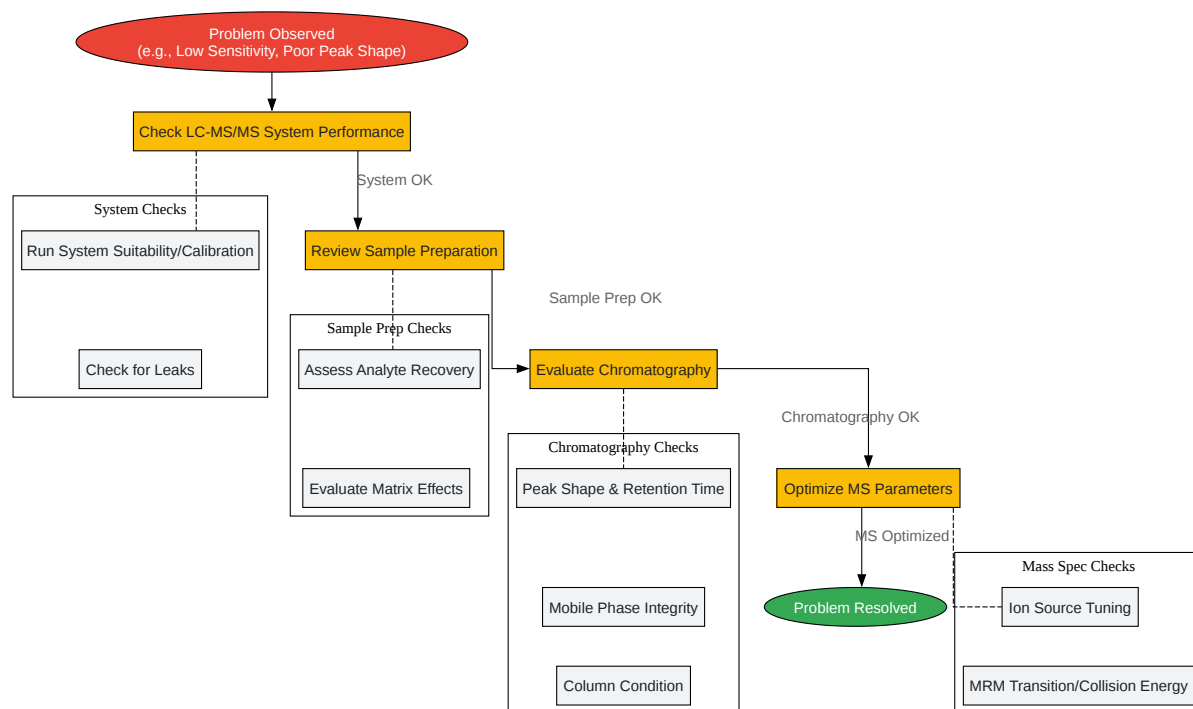 Problem Observed
(e.g., Low Sensitivity, Poor Peak Shape)
Check LC-MS/MS System Performance
System OK
System Checks
Run System Suitability/Calibration
Check for Leaks
Review Sample Preparation
Sample Prep OK
Sample Prep Checks
Assess Analyte Recovery
Evaluate Matrix Effects
Evaluate Chromatography
Chromatography OK
Chromatography Checks
Peak Shape & Retention Time
Mobile Phase Integrity
Column Condition
Optimize MS Parameters
MS Optimized
Mass Spec Checks
Ion Source Tuning
MRM Transition/Collision Energy
Problem Resolved